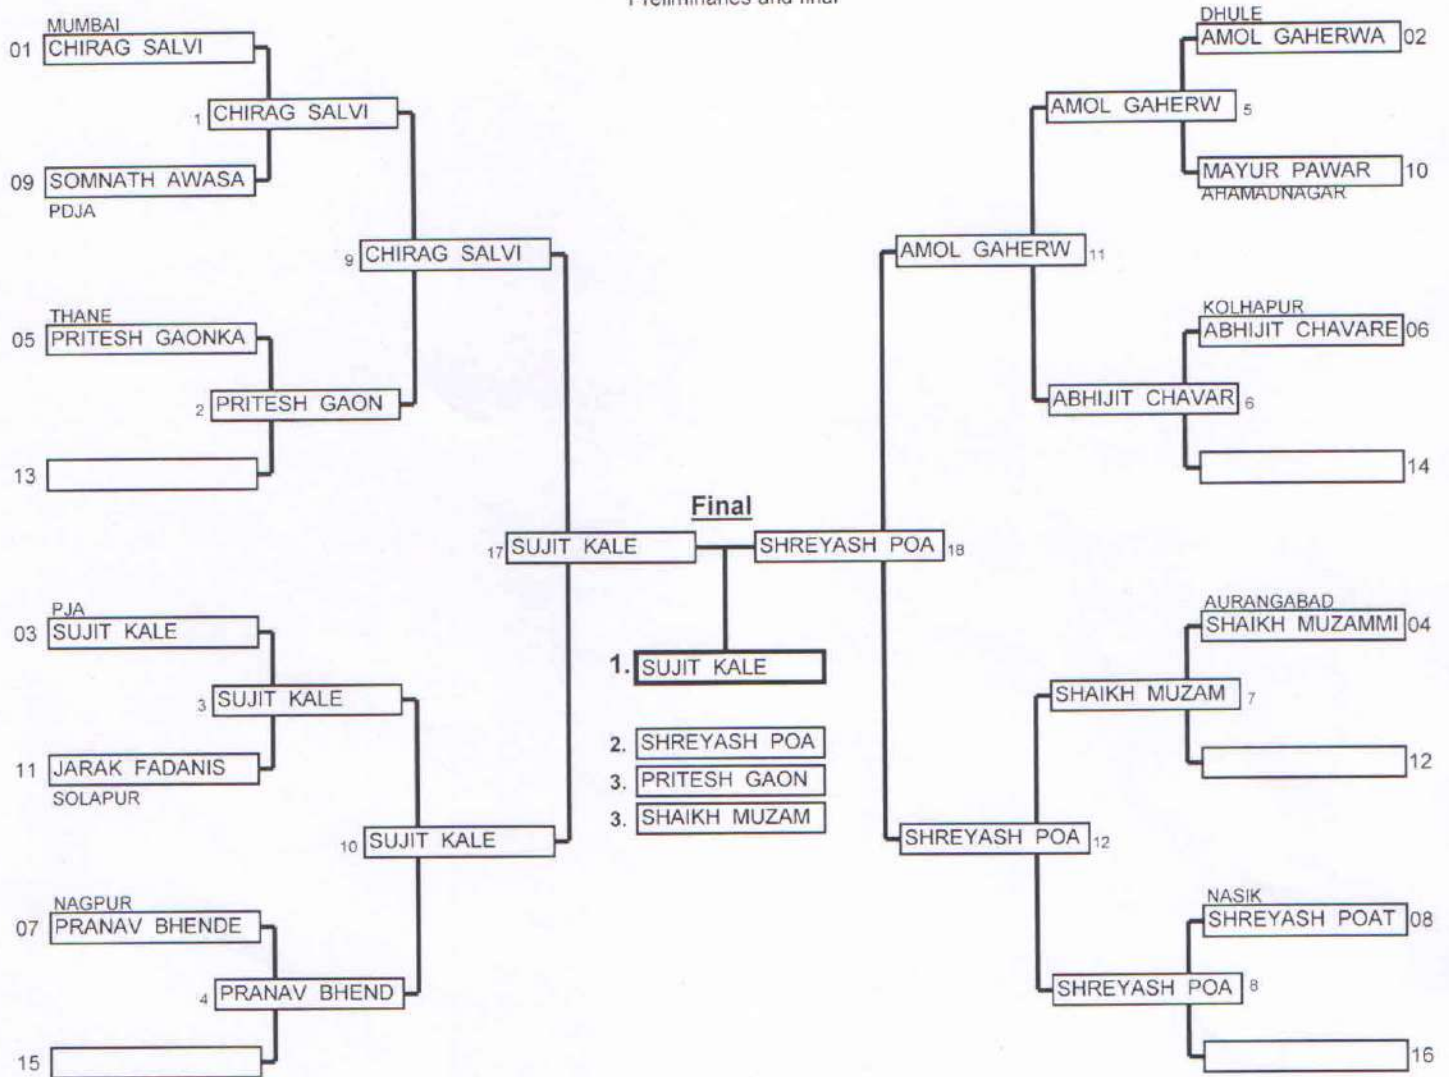 Preliminaries and final
MUMBAI
01 CHIRAG SALVI
1 CHIRAG SALVI
09 SOMNATH AWASA
PDJA
9 CHIRAG SALVI
THANE
05 PRITESH GAONKA
2 PRITESH GAON
13
17 SUJIT KALE
PJA
03 SUJIT KALE
3 SUJIT KALE
11 JARAK FADANIS
SOLAPUR
10 SUJIT KALE
NAGPUR
07 PRANAV BHENDE
4 PRANAV BHEND
15
Final
1. SUJIT KALE
2. SHREYASH POA
3. PRITESH GAON
3. SHAIKH MUZAM
DHULE
AMOL GAHERWA 02
AMOL GAHERW 5
MAYUR PAWAR 10
AHAMADNAGAR
AMOL GAHERW 11
KOLHAPUR
ABHIJIT CHAVARE 06
ABHIJIT CHAVAR 6
14
SHREYASH POA 18
AURANGABAD
SHAIKH MUZAMMI 04
SHAIKH MUZAM 7
12
SHREYASH POA 12
NASIK
SHREYASH POAT 08
SHREYASH POA 8
16